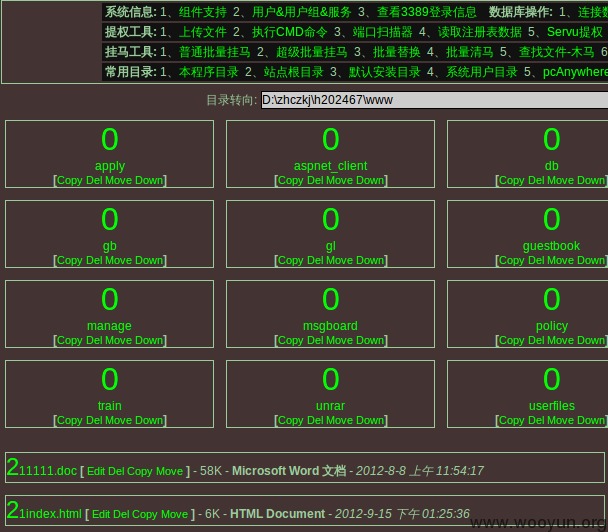 系统信息: 1、组件支持 2、用户&用户组&服务 3、查看3389登录信息 数据库操作: 1、连接数
提权工具: 1、上传文件 2、执行CMD命令 3、端口扫描器 4、读取注册表数据 5、Servu提权
挂马工具: 1、普通批量挂马 2、超级批量挂马 3、批量替换 4、批量清马 5、查找文件-木马 6
常用目录: 1、本程序目录 2、站点根目录 3、默认安装目录 4、系统用户目录 5、pcAnywhere
目录转向: D:\zhczkj\h202467\www
0 0 0
apply aspnet_client db
[Copy Del Move Down] [Copy Del Move Down] [Copy Del Move Down]
0 0 0
gb gl guestbook
[Copy Del Move Down] [Copy Del Move Down] [Copy Del Move Down]
0 0 0
manage msgboard policy
[Copy Del Move Down] [Copy Del Move Down] [Copy Del Move Down]
0 0 0
train unrar userfiles
[Copy Del Move Down] [Copy Del Move Down] [Copy Del Move Down]
211111.doc [ Edit Del Copy Move ] - 58K - Microsoft Word 文档 - 2012-8-8 上午 11:54:17
21index.html [ Edit Del Copy Move ] - 6K - HTML Document - 2012-9-15 下午 01:25:36
www.wooyun.org